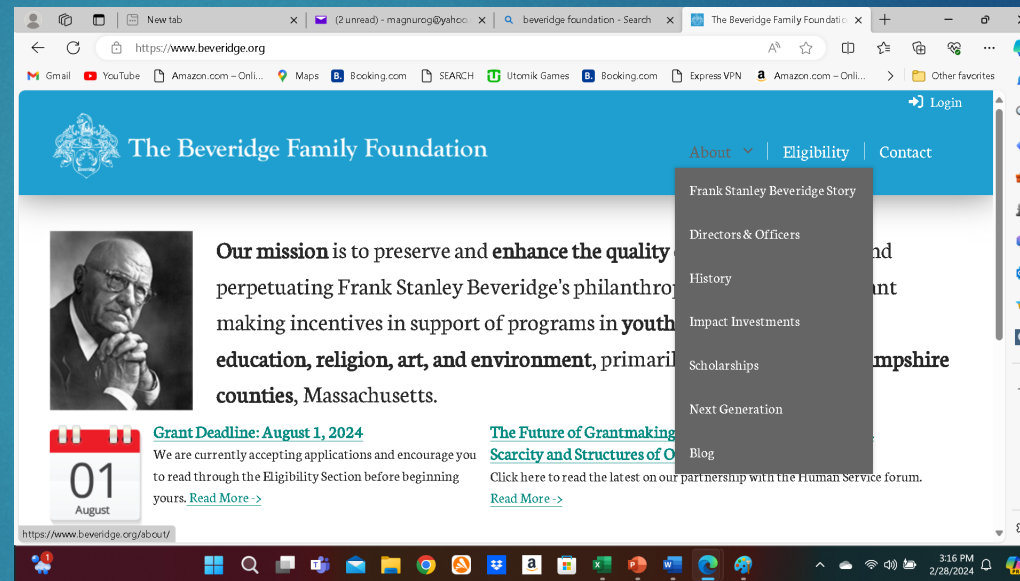 New tab
(2 unread) - magnurog@yahoo.
beveridge foundation - Search
The Beveridge Family Foundatio
https://www.beveridge.org
Gmail
YouTube
Amazon.com – Onli...
Maps
B. Booking.com
SEARCH
Utomik Games
B. Booking.com
Express VPN
a Amazon.com – Onli...
Other favorites
Login
The Beveridge Family Foundation
About
Eligibility
Contact
Frank Stanley Beveridge Story
Directors & Officers
History
Impact Investments
Scholarships
Next Generation
Blog
Our mission is to preserve and enhance the quality nd
perpetuating Frank Stanley Beveridge's philanthrop ant
making incentives in support of programs in youth
education, religion, art, and environment, primaril mpshire
counties, Massachusetts.
01
August
Grant Deadline: August 1, 2024
We are currently accepting applications and encourage you
to read through the Eligibility Section before beginning
yours. Read More ->
The Future of Grantmaking
Scarcity and Structures of O
Click here to read the latest on our partnership with the Human Service forum.
Read More ->
https://www.beveridge.org/about/
1
3:16 PM
2/28/2024